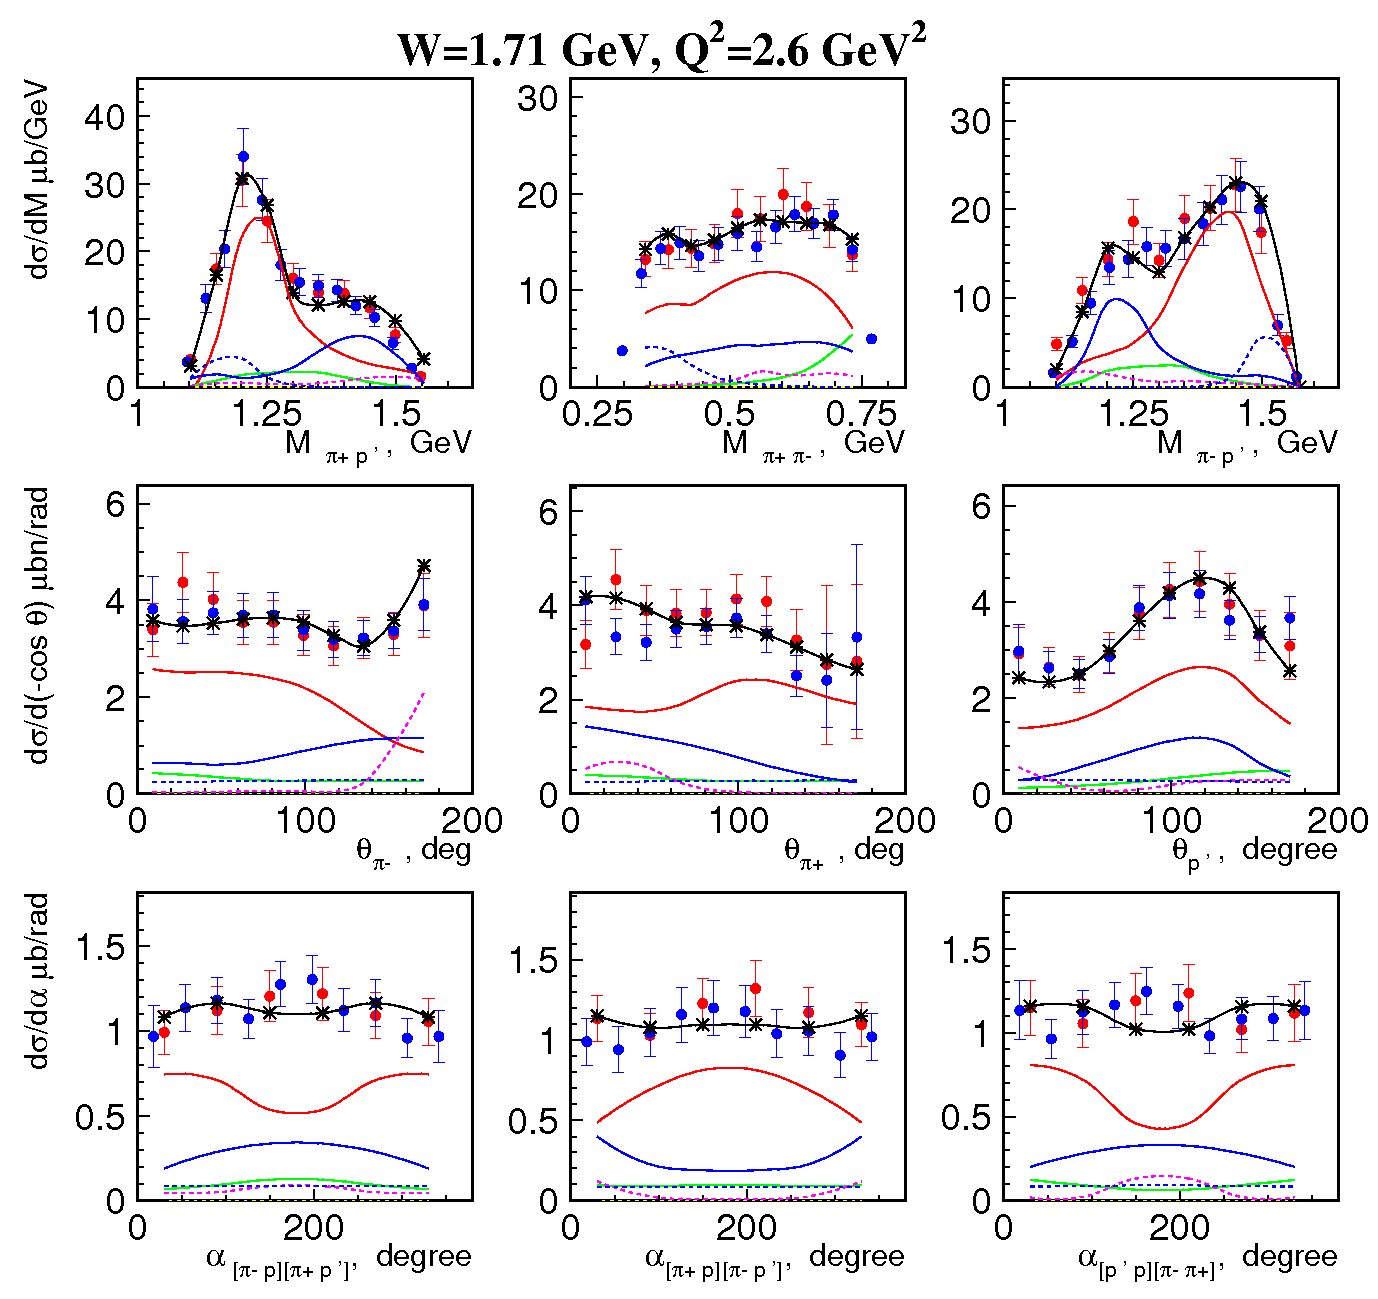 W=1.71 GeV, Q²=2.6 GeV²
dσ/dM μb/GeV
40
30
20
10
0
1 1.25 1.5
M π+ p ’ , GeV
30
20
10
0
0.25 0.5 0.75
M π+ π- , GeV
30
20
10
0
1 1.25 1.5
M π- p ’ , GeV
dσ/d(-cos θ) μbn/rad
6
4
2
0
0 100 200
θ π- , deg
6
4
2
0
0 100 200
θ π+ , deg
6
4
2
0
0 100 200
θ p ’ , degree
dσ/dα μb/rad
1.5
1
0.5
0
0 200
α [π- p][π+ p ’] , degree
1.5
1
0.5
0
0 200
α [π+ p][π- p ’] , degree
1.5
1
0.5
0
0 200
α [p ’ p][π- π+] , degree